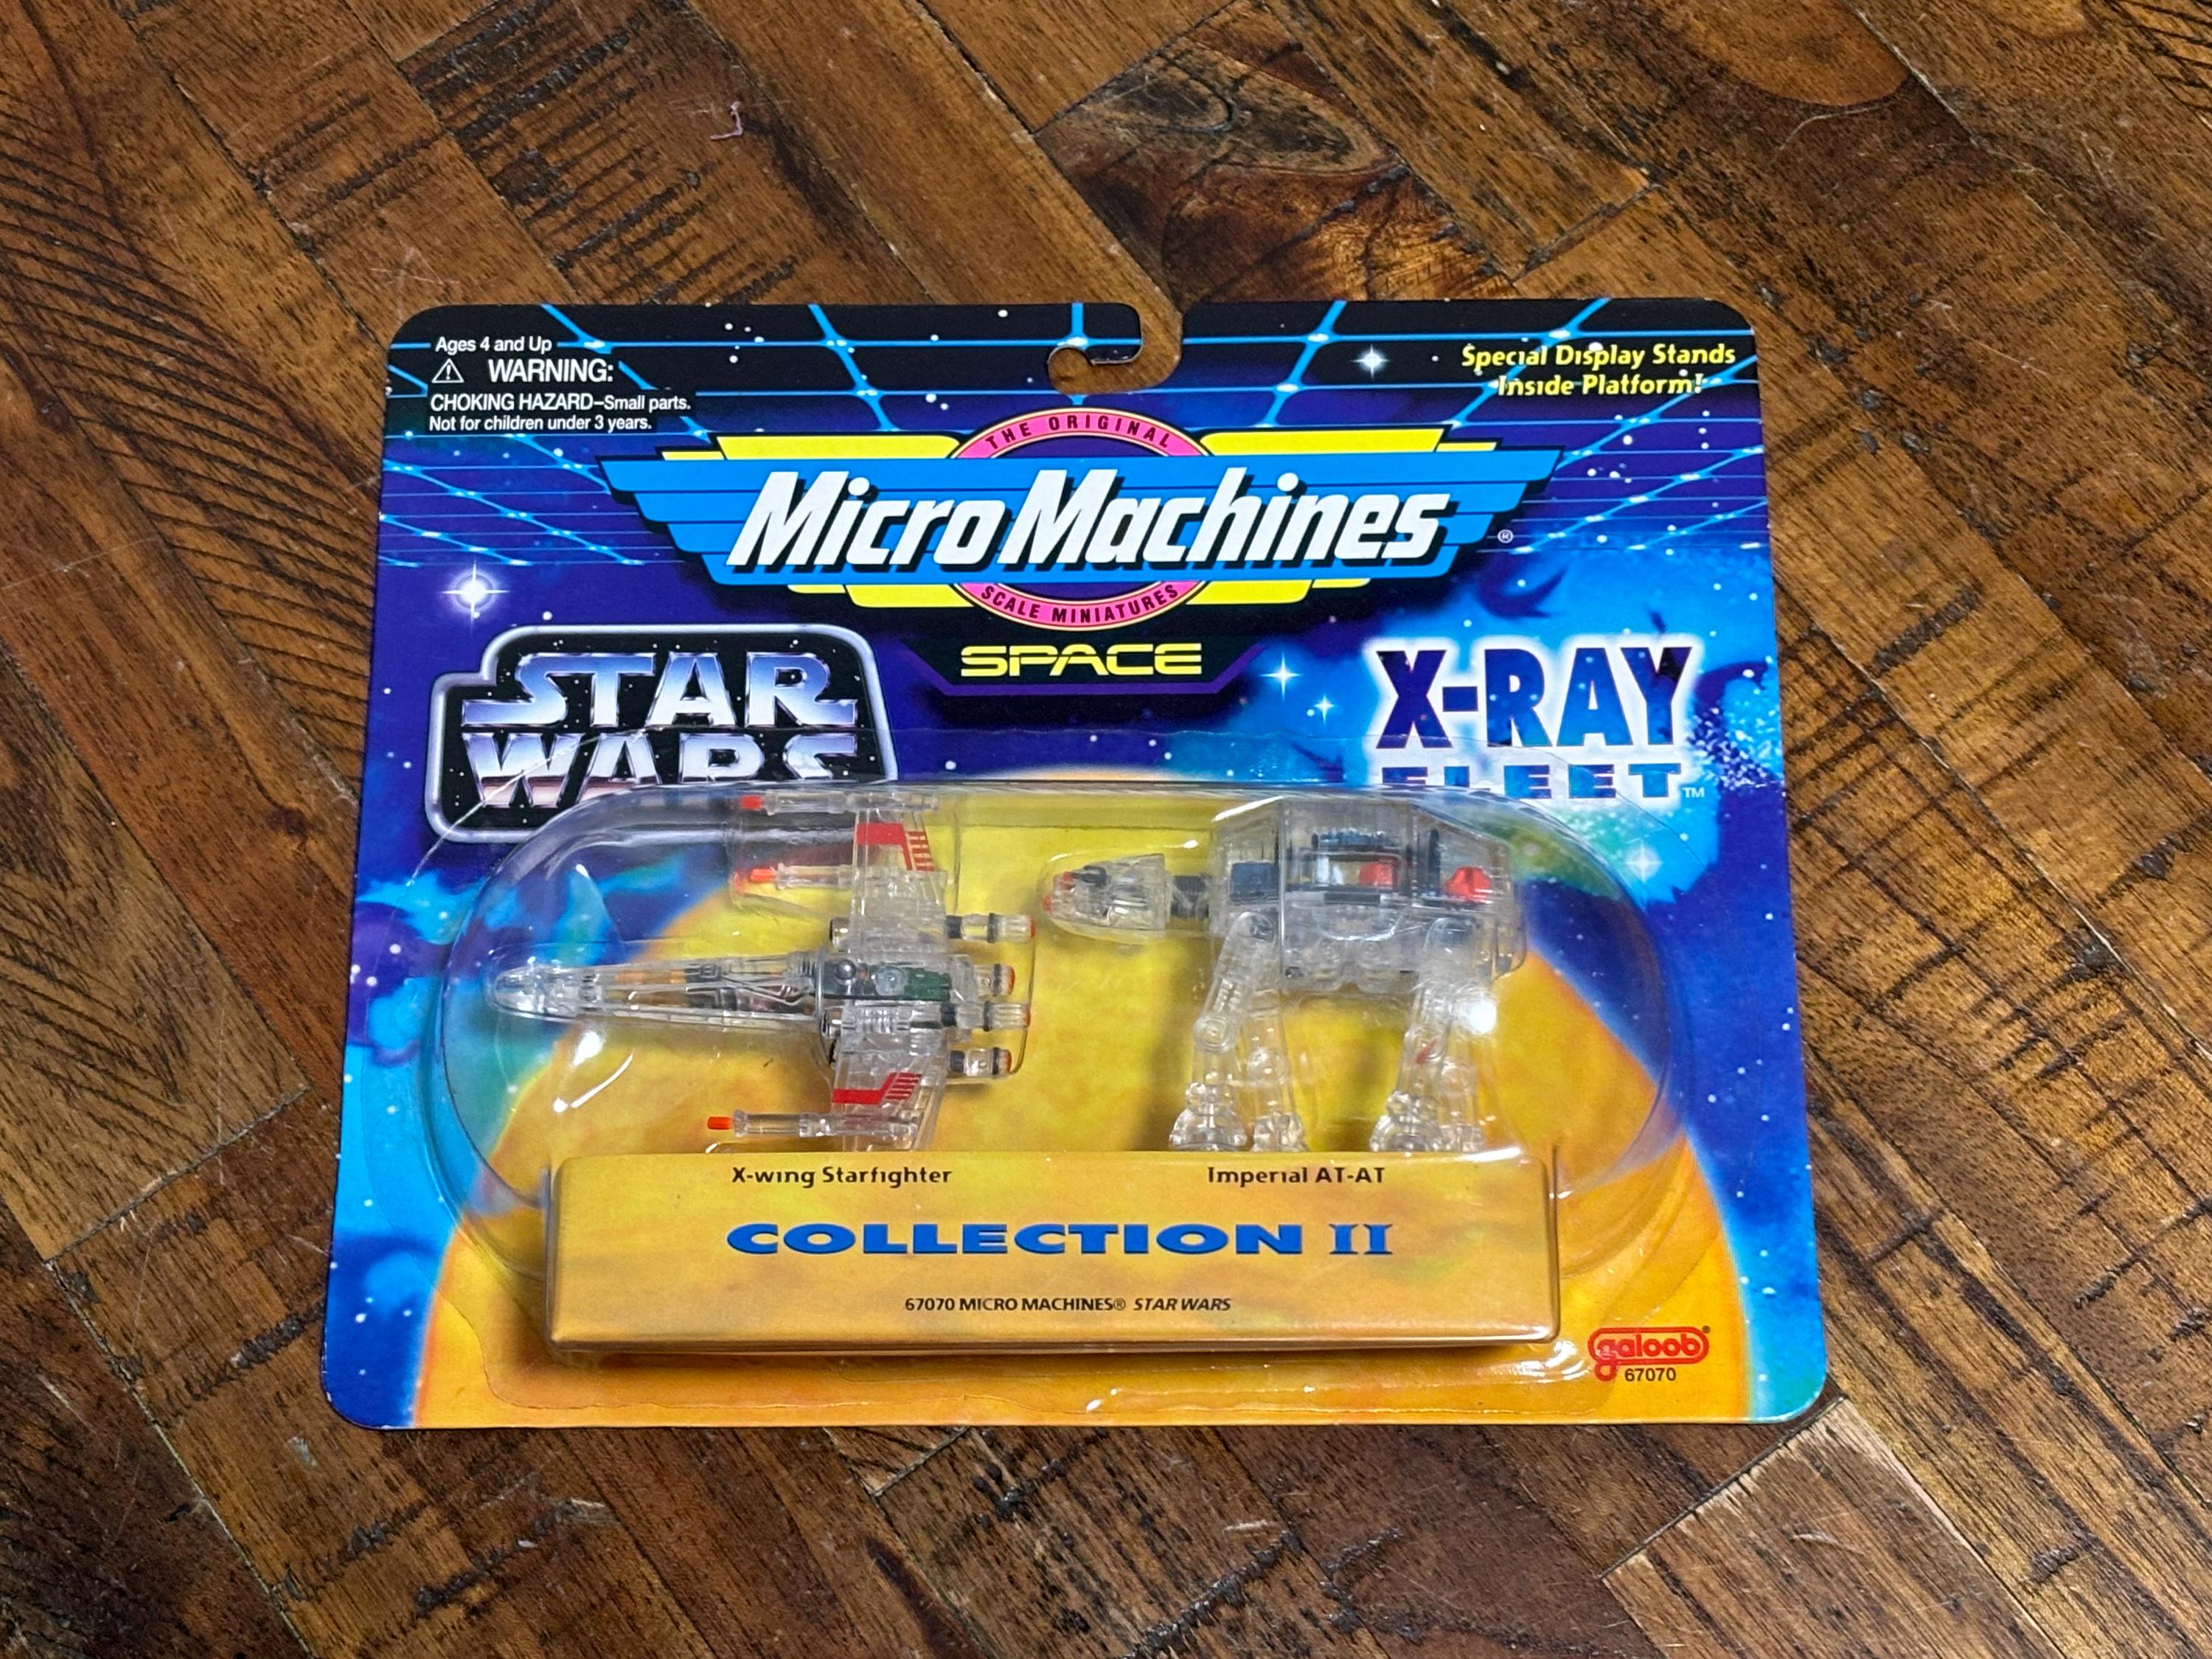 Ages 4 and Up
⚠ WARNING:
CHOKING HAZARD–Small parts.
Not for children under 3 years.
Special Display Stands
Inside Platform!
THE ORIGINAL
Micro Machines®
SCALE MINIATURES
SPACE
STAR
WARS
X-RAY
FLEET™
X-wing Starfighter
Imperial AT-AT
COLLECTION II
67070 MICRO MACHINES® STAR WARS
galoob®
67070